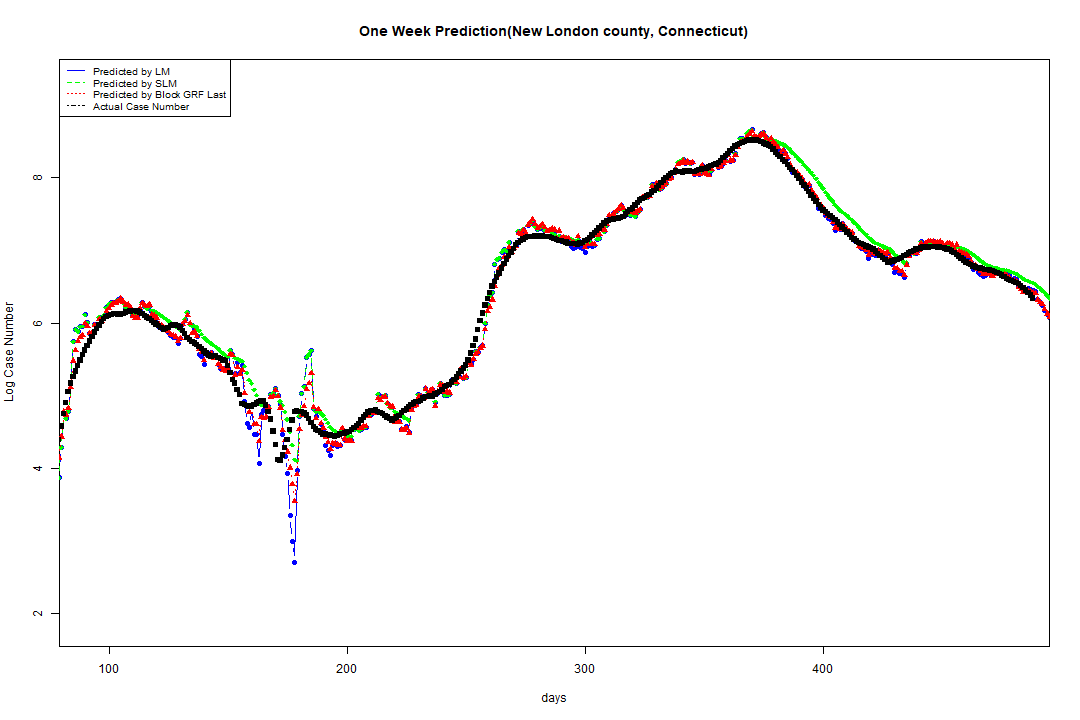 One Week Prediction(New London county, Connecticut)
Predicted by LM
Predicted by SLM
Predicted by Block GRF Last
Actual Case Number
Log Case Number
8
6
4
2
100 200 300 400
days